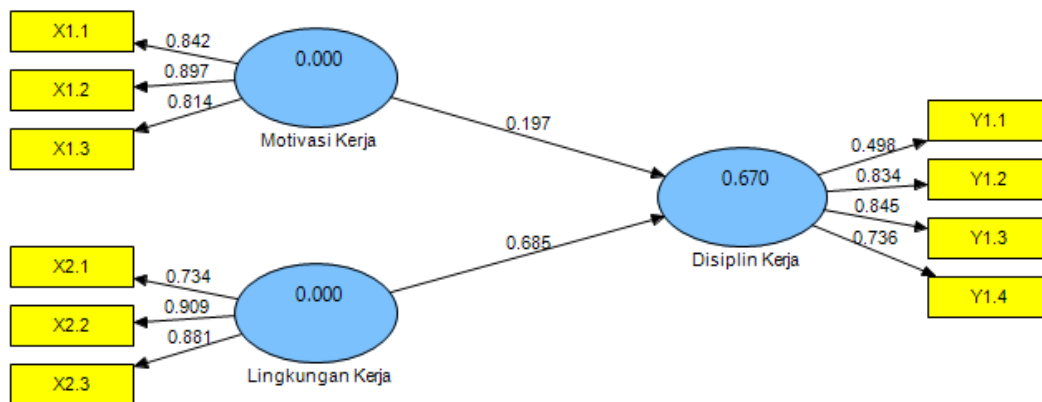 X1.1
0.842
X1.2
0.897
X1.3
0.814
0.000
Motivasi Kerja
0.197
X2.1
0.734
X2.2
0.909
X2.3
0.881
0.000
Lingkungan Kerja
0.685
0.670
Disiplin Kerja
0.498
Y1.1
0.834
Y1.2
0.845
Y1.3
0.736
Y1.4